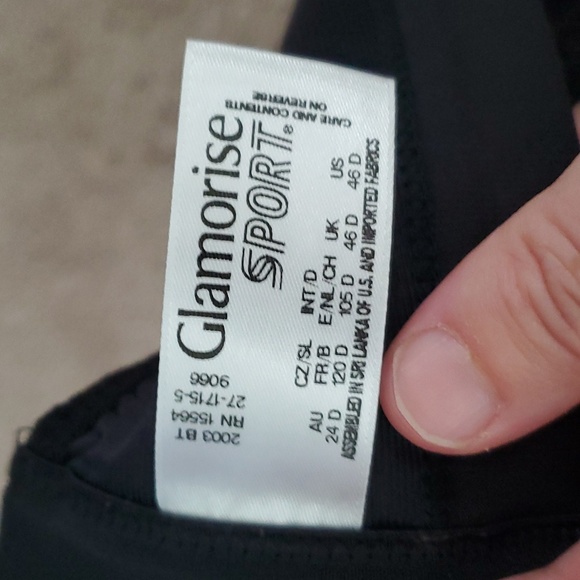 Glamorise
SPORT®
CARE AND CONTENTS
ON REVERSE
CZ/SL INT/D
AU FR/B E/NL/CH UK US
24 D 120 D 105 D 46 D 46 D
ASSEMBLED IN SRI LANKA OF U.S. AND IMPORTED FABRICS
2003 BT
RN 15564
27-1715-5
9066